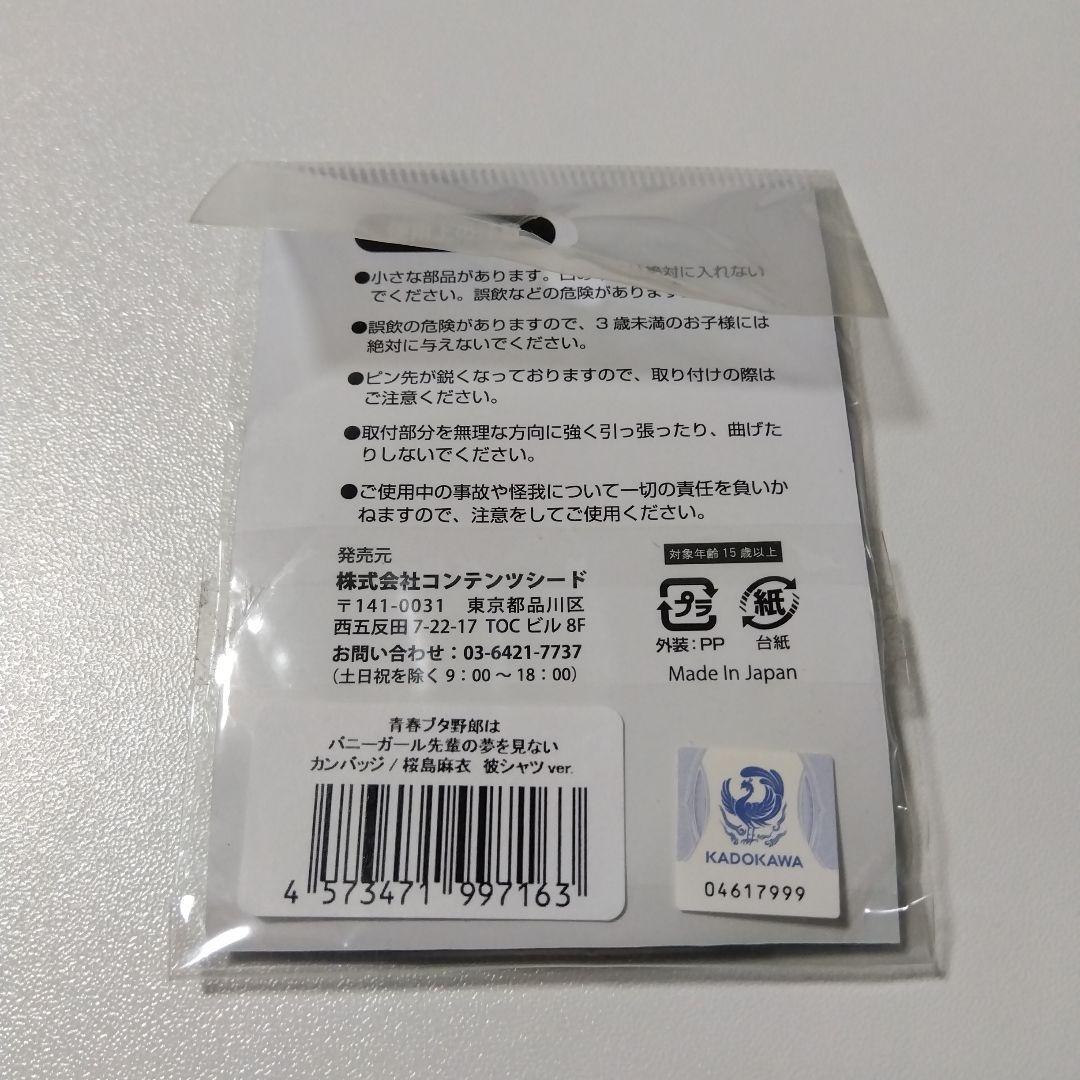 ●小さな部品があります。口の 絶対に入れない
でください。誤飲などの危険があります
●誤飲の危険がありますので、3歳未満のお子様には
絶対に与えないでください。
●ピン先が鋭くなっておりますので、取り付けの際は
ご注意ください。
●取付部分を無理な方向に強く引っ張ったり、曲げた
りしないでください。
●ご使用中の事故や怪我について一切の責任を負いか
ねますので、注意をしてご使用ください。
発売元
株式会社コンテンツシード
〒141-0031 東京都品川区
西五反田7-22-17 TOCビル8F
お問い合わせ:03-6421-7737
(土日祝を除く9:00~18:00)
対象年齢15歳以上
プラ
外装:PP
紙
台紙
Made In Japan
青春ブタ野郎は
バニーガール先輩の夢を見ない
カンバッジ/桜島麻衣 彼シャツver.
4 573471 997163
KADOKAWA
04617999